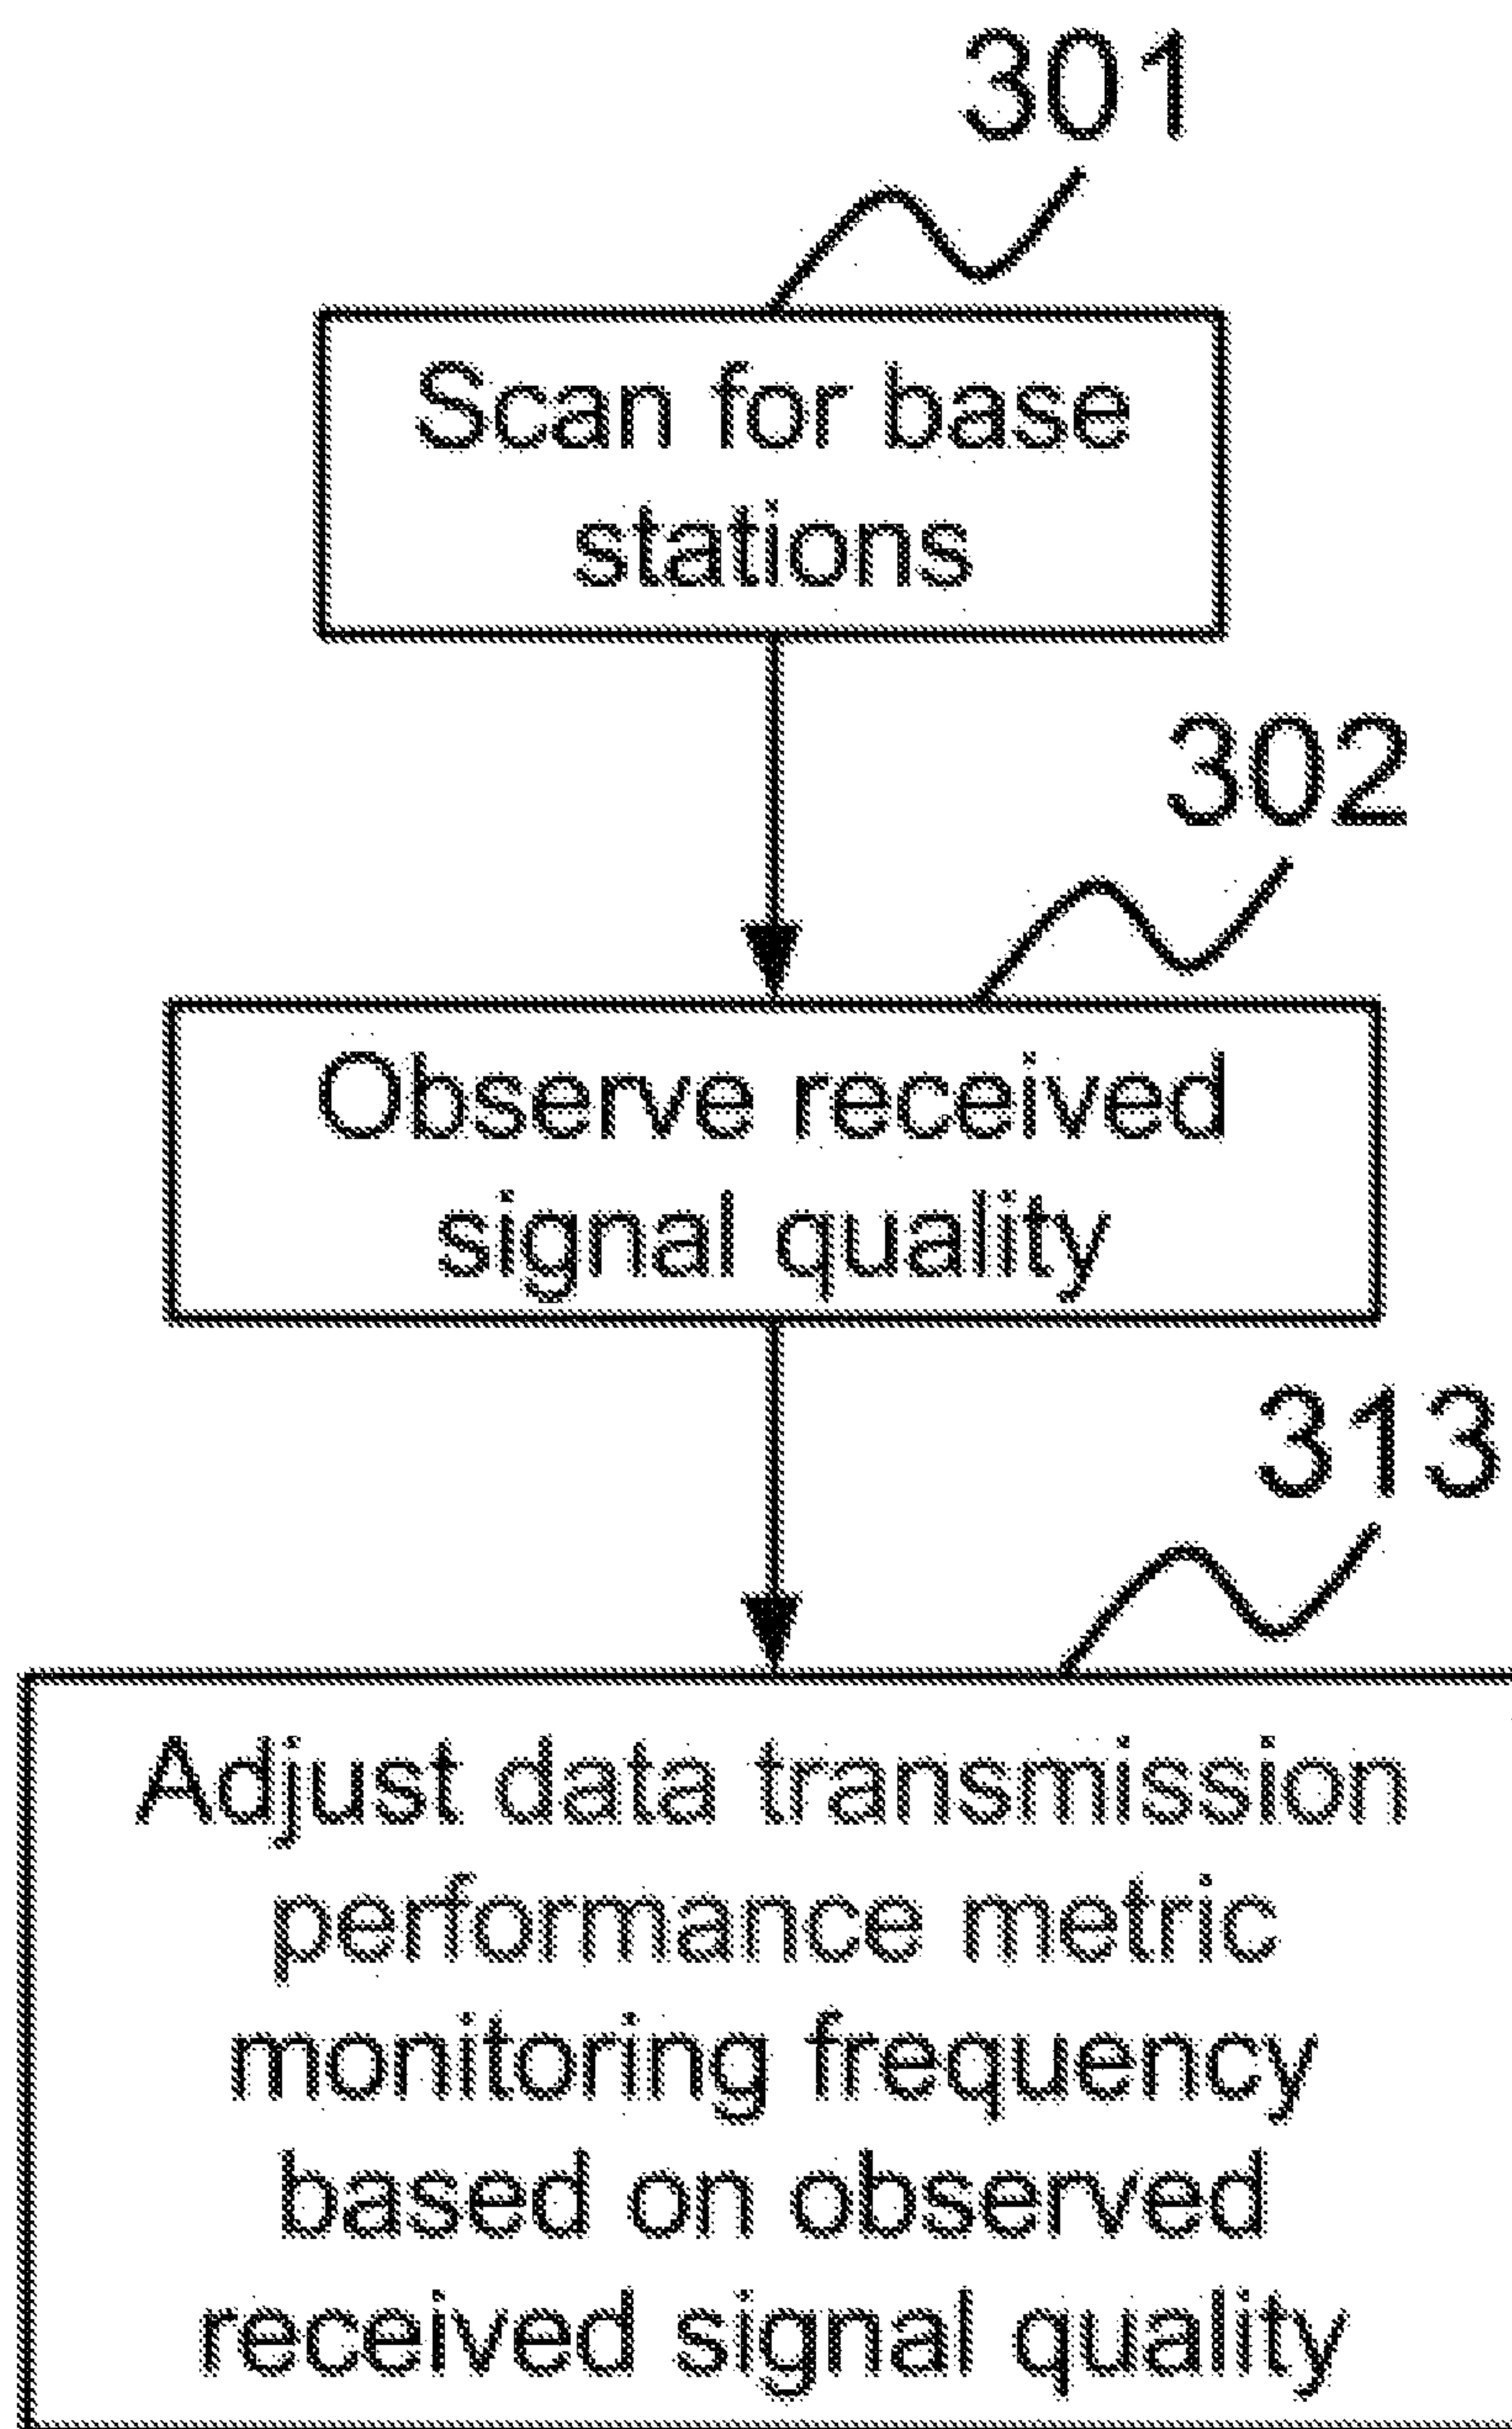 301
Scan for base
stations
302
Observe received
signal quality
313
Adjust data transmission
performance metric
monitoring frequency
based on observed
received signal quality